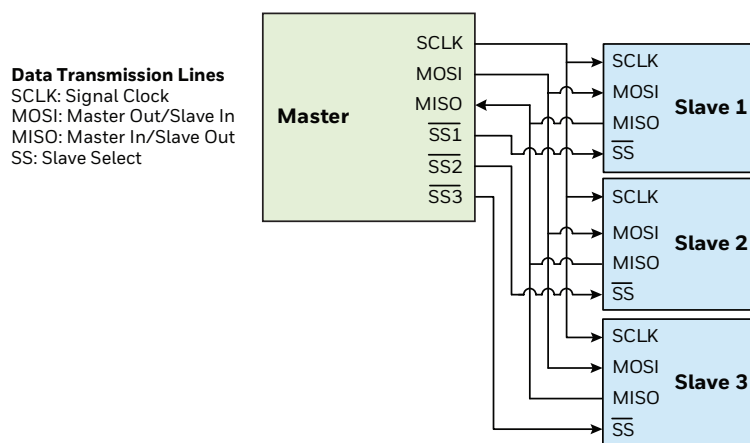 Data Transmission Lines
SCLK: Signal Clock
MOSI: Master Out/Slave In
MISO: Master In/Slave Out
SS: Slave Select
Master
SCLK
MOSI
MISO
SS1
SS2
SS3
SCLK
MOSI
MISO
SS
Slave 1
SCLK
MOSI
MISO
SS
Slave 2
SCLK
MOSI
MISO
SS
Slave 3